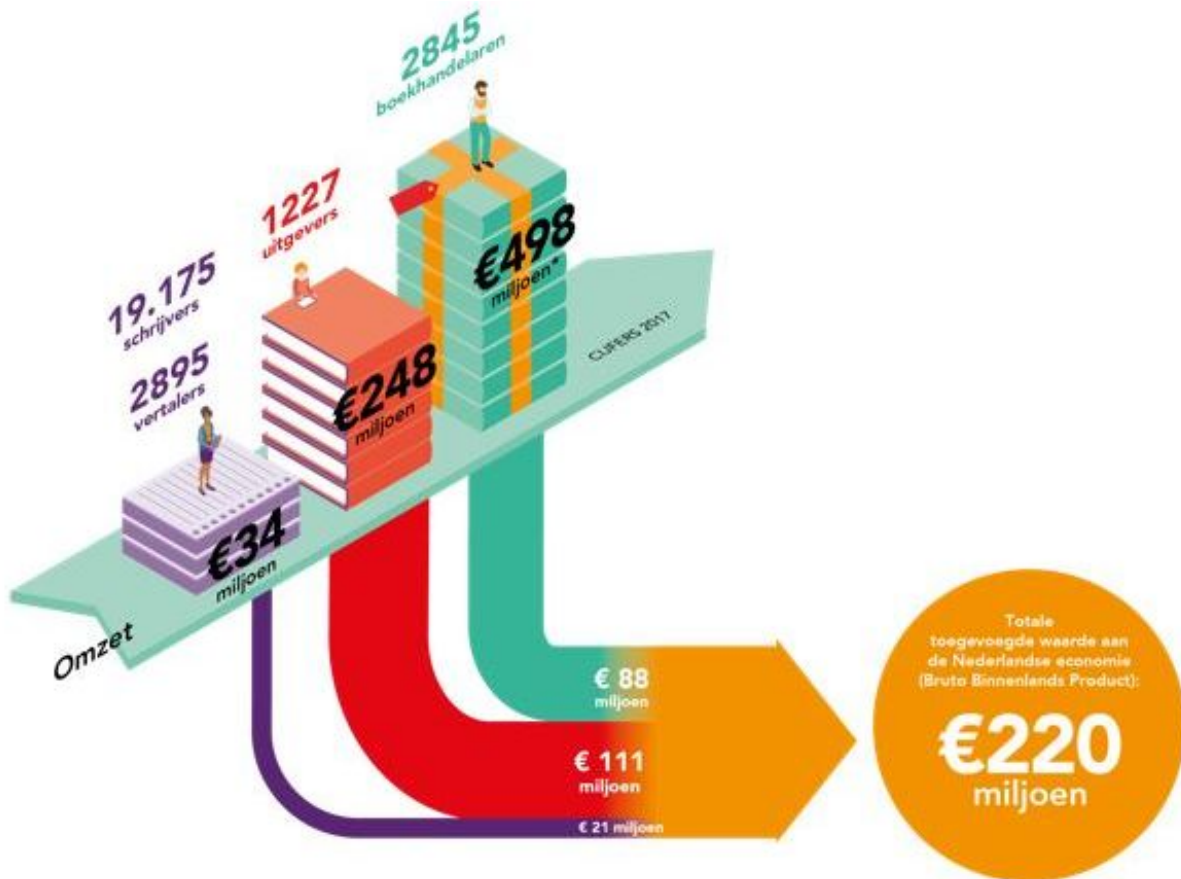 2845
boekhandelaren
1227
uitgevers
19.175
schrijvers
2895
vertalers
€498
miljoen*
€248
miljoen
€34
miljoen
CIJFERS 2017
Omzet
€ 88
miljoen
€ 111
miljoen
€ 21 miljoen
Totale
toegevoegde waarde aan
de Nederlandse economie
(Bruto Binnenlands Product):
€220
miljoen